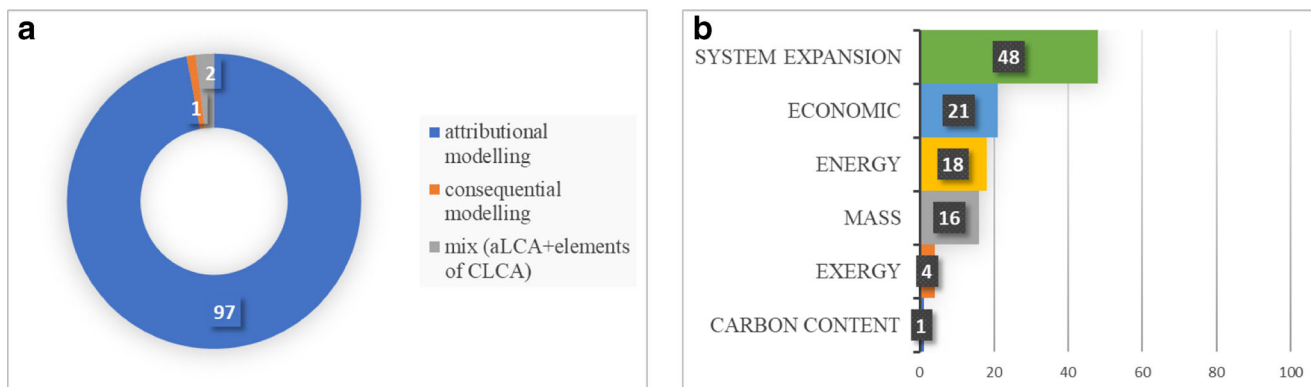 a
2
1
97
attributional
modelling
consequential
modelling
mix (aLCA+elements
of CLCA)
b
SYSTEM EXPANSION
48
ECONOMIC
21
ENERGY
18
MASS
16
EXERGY
4
CARBON CONTENT
1
0 20 40 60 80 100